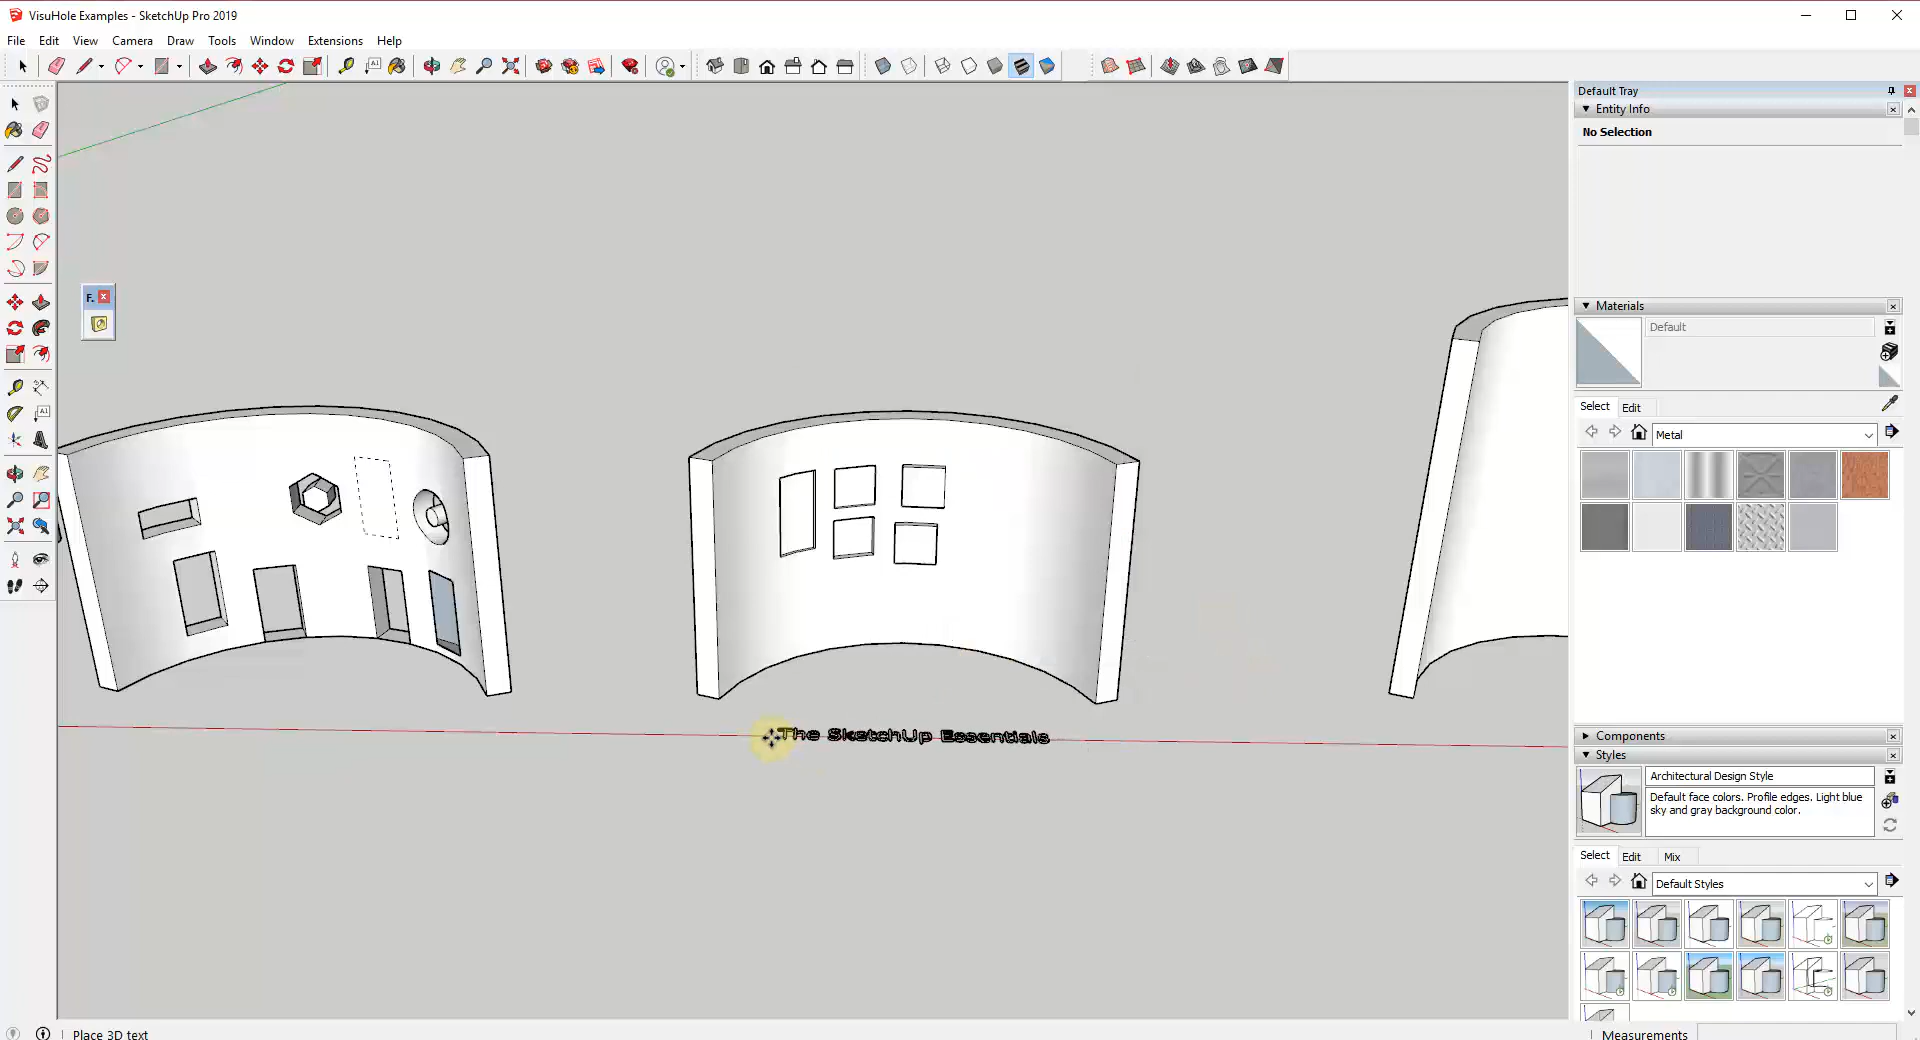 VisuHole Examples - SketchUp Pro 2019
File Edit View Camera Draw Tools Window Extensions Help
Default Tray
Entity Info
No Selection
F.
Materials
Default
Select Edit
Metal
The SketchUp Essentials
Components
Styles
Architectural Design Style
Default face colors. Profile edges. Light blue
sky and gray background color.
Select Edit Mix
Default Styles
Place 3D text
Measurements